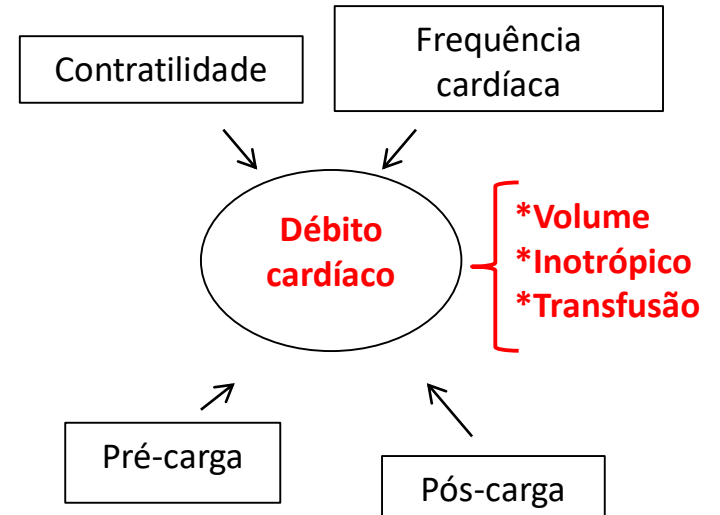 Contratilidade
Frequência
cardíaca
Débito
cardíaco
*Volume
*Inotrópico
*Transfusão
Pré-carga
Pós-carga